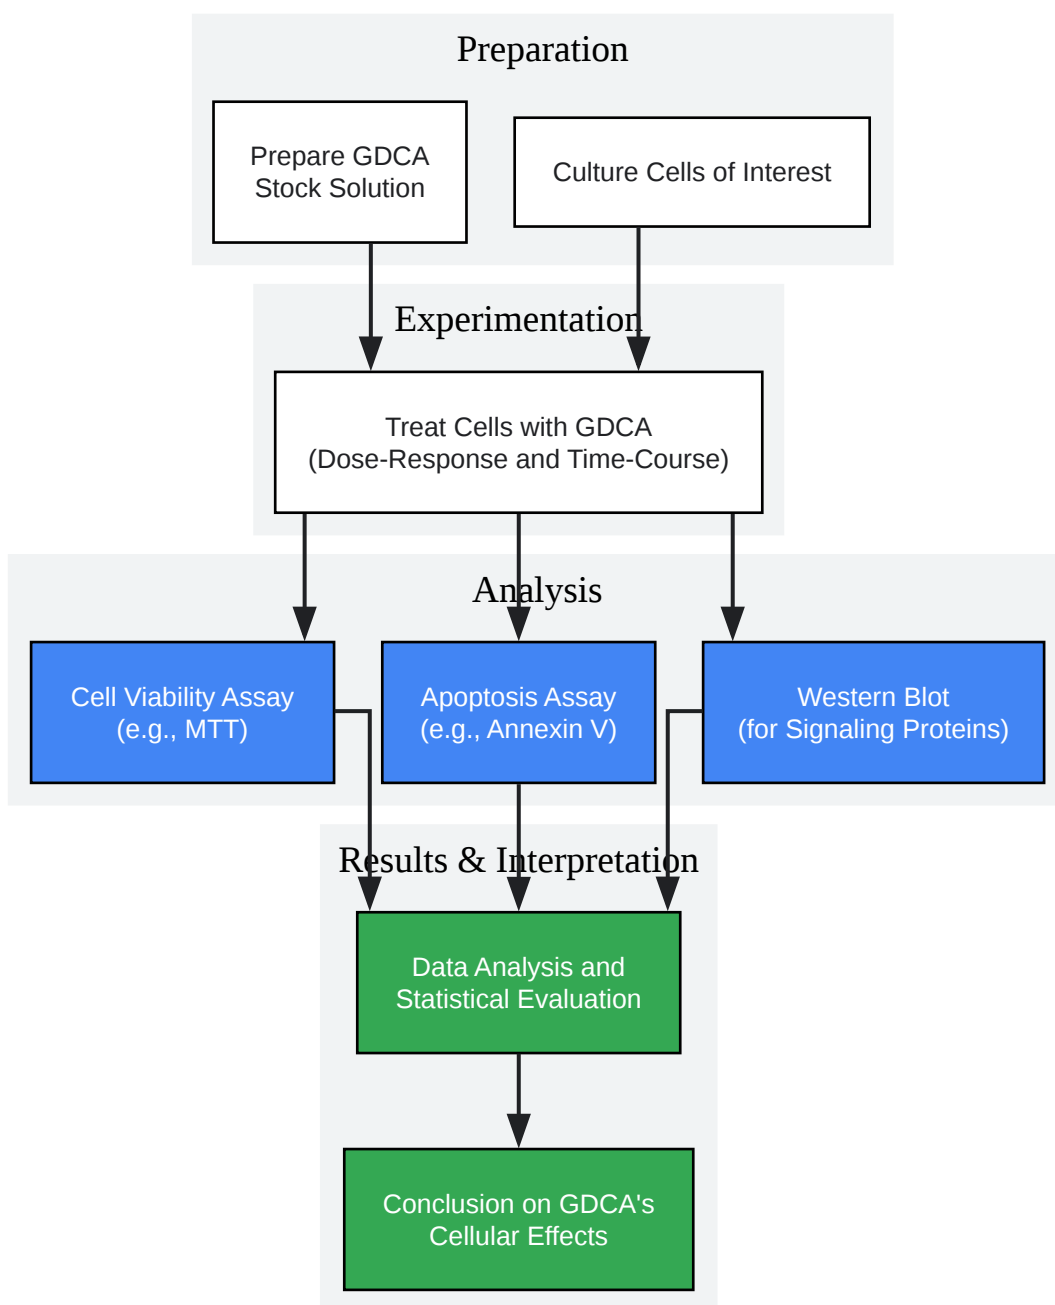 Preparation
Prepare GDCA
Stock Solution
Culture Cells of Interest
Experimentation
Treat Cells with GDCA
(Dose-Response and Time-Course)
Analysis
Cell Viability Assay
(e.g., MTT)
Apoptosis Assay
(e.g., Annexin V)
Western Blot
(for Signaling Proteins)
Results & Interpretation
Data Analysis and
Statistical Evaluation
Conclusion on GDCA's
Cellular Effects